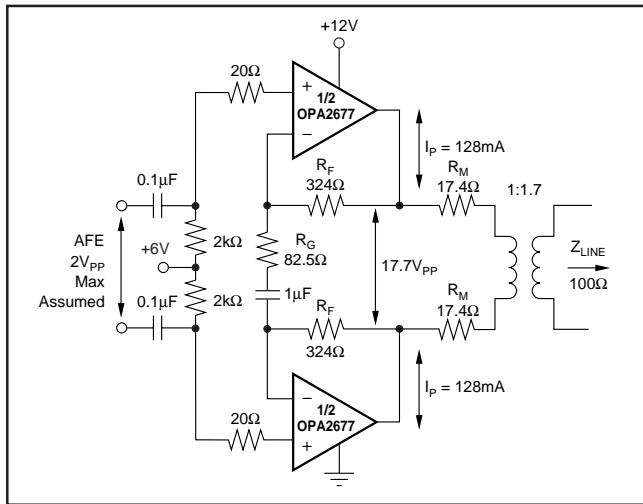 +12V
20Ω
+
1/2
OPA2677
−
I_P = 128mA
R_F
324Ω
R_M
17.4Ω
1:1.7
0.1µF
AFE
2V_PP
Max
Assumed
+6V
2kΩ
2kΩ
R_G
82.5Ω
1µF
17.7V_PP
Z_LINE
100Ω
0.1µF
R_F
324Ω
R_M
17.4Ω
I_P = 128mA
20Ω
−
1/2
OPA2677
+